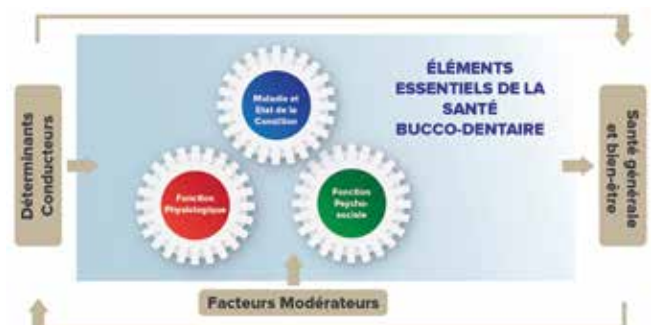 ÉLÉMENTS
ESSENTIELS DE LA
SANTÉ
BUCCO-DENTAIRE
Maladie et
Etat de la
Condition
Fonction
Physiologique
Fonction
Psycho-
sociale
Déterminants
Conducteurs
Santé générale
et bien-être
Facteurs Modérateurs